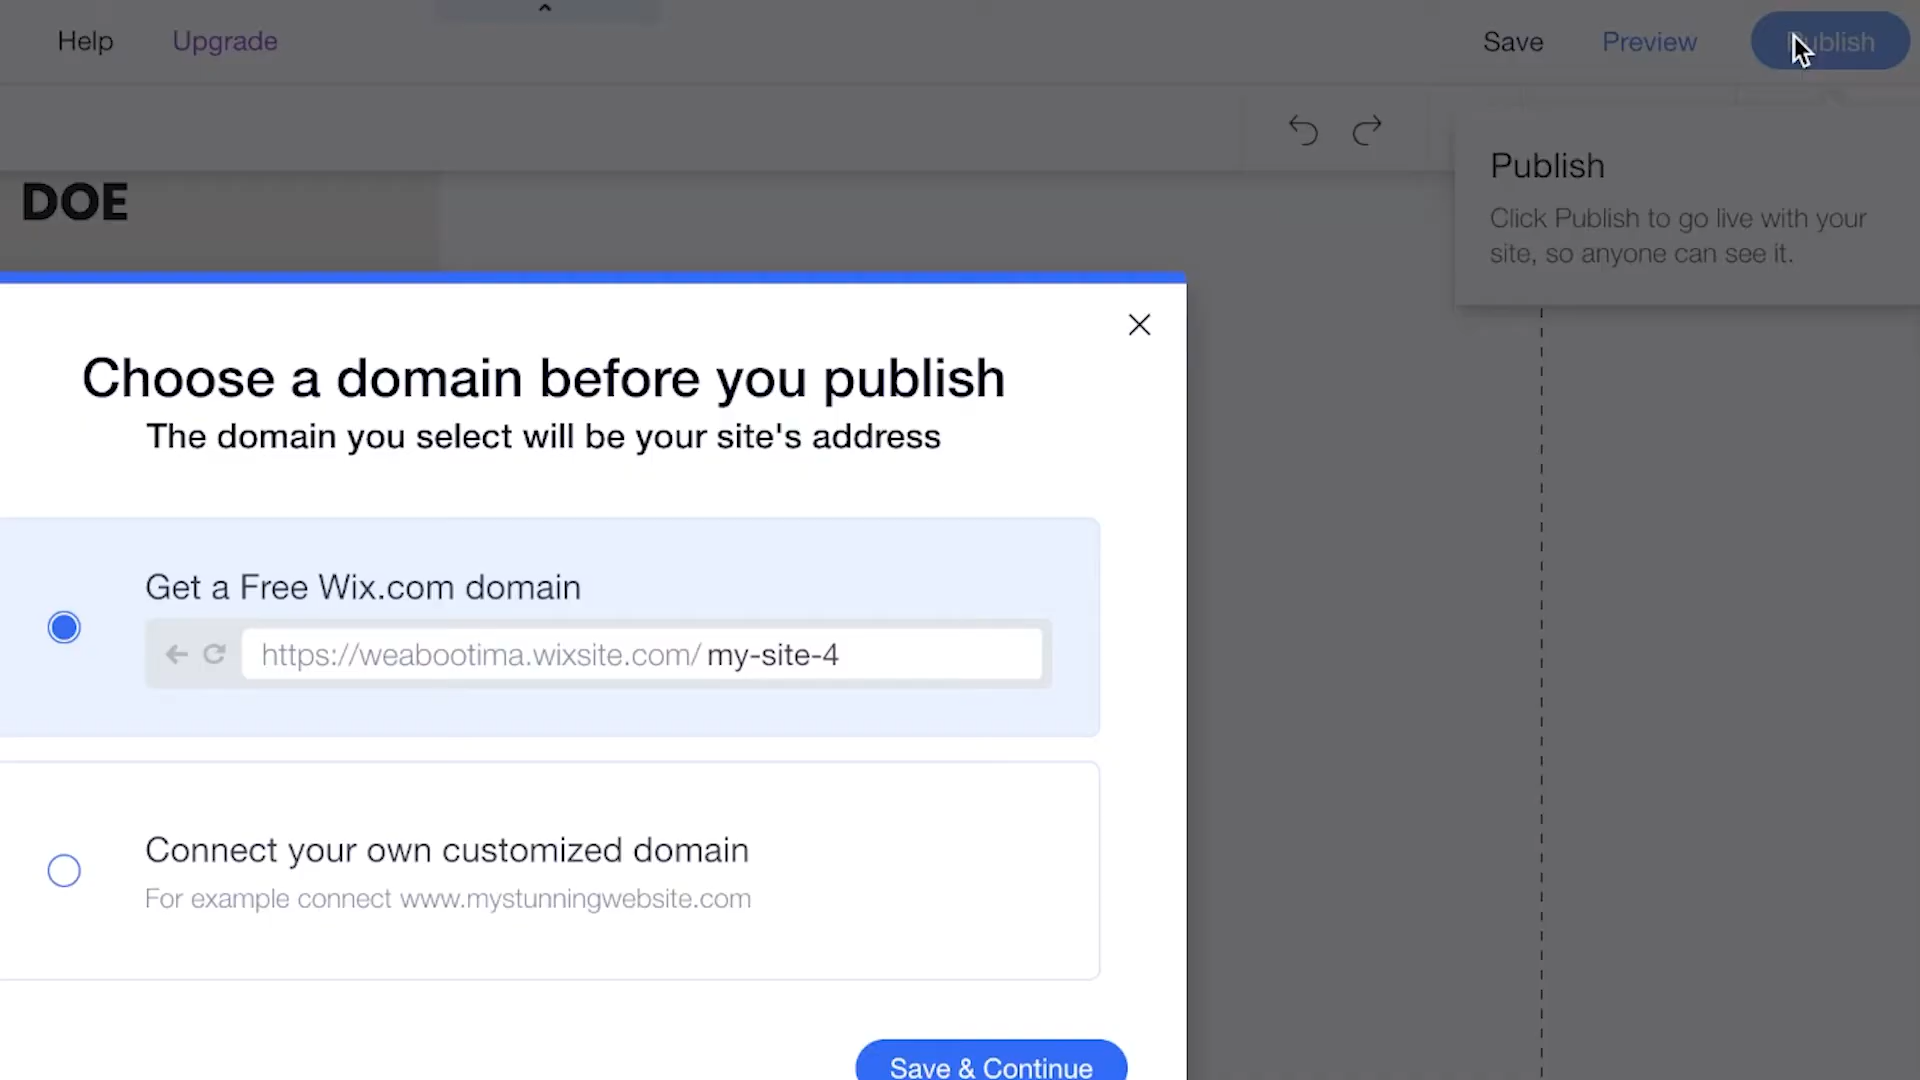 Help Upgrade Save Preview Publish
DOE
Publish
Click Publish to go live with your
site, so anyone can see it.
Choose a domain before you publish
The domain you select will be your site's address
Get a Free Wix.com domain
https://weabootima.wixsite.com/ my-site-4
Connect your own customized domain
For example connect www.mystunningwebsite.com
Save & Continue